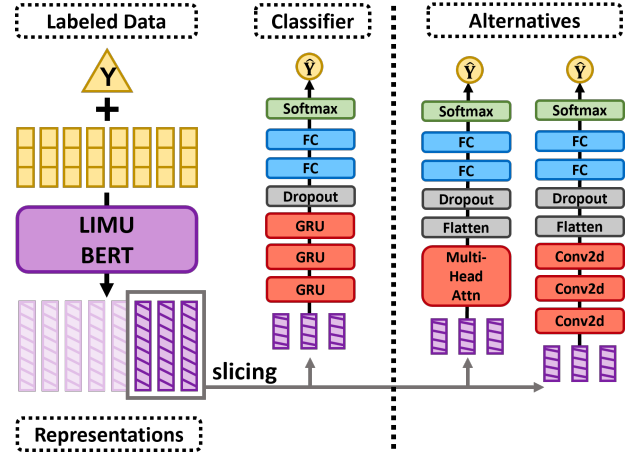 Labeled Data
Y
+
LIMU
BERT
slicing
Representations
Classifier
Ŷ
Softmax
FC
FC
Dropout
GRU
GRU
GRU
Alternatives
Ŷ
Softmax
FC
FC
Dropout
Flatten
Multi-
Head
Attn
Ŷ
Softmax
FC
FC
Dropout
Flatten
Conv2d
Conv2d
Conv2d